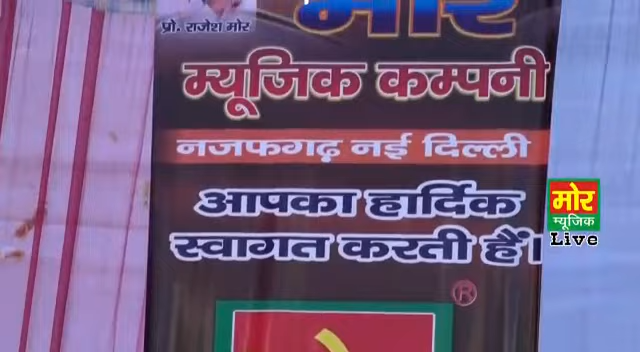 प्रो. राजेश मोर
मोर
म्यूजिक कम्पनी
नजफगढ़ नई दिल्ली
आपका हार्दिक
स्वागत करती हैं।
®
मोर
म्यूजिक
Live